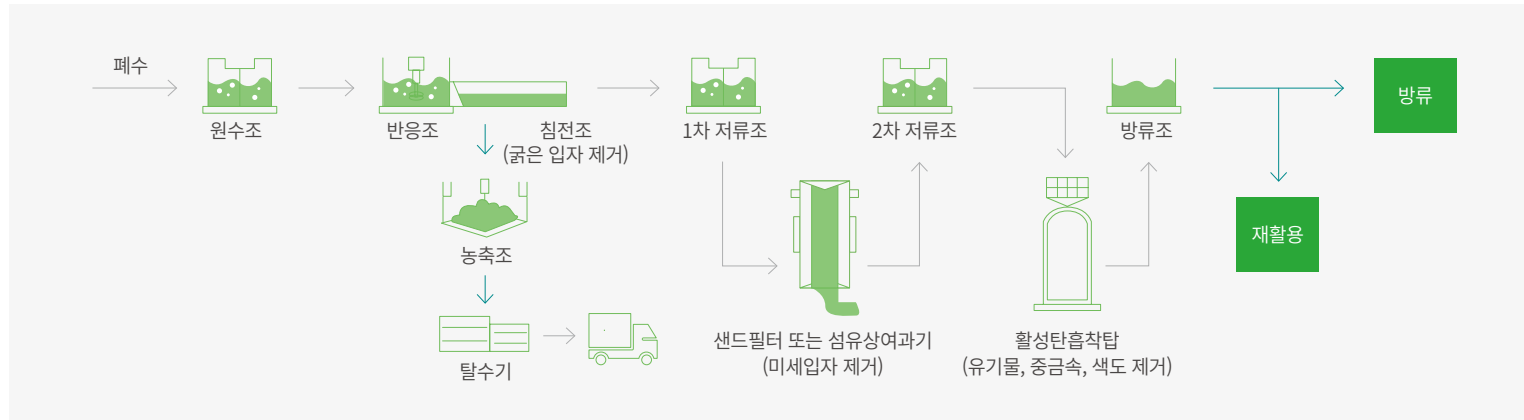 폐수
원수조
반응조
침전조
(굵은 입자 제거)
농축조
탈수기
1차 저류조
샌드필터 또는 섬유상여과기
(미세입자 제거)
2차 저류조
활성탄흡착탑
(유기물, 중금속, 색도 제거)
방류조
방류
재활용